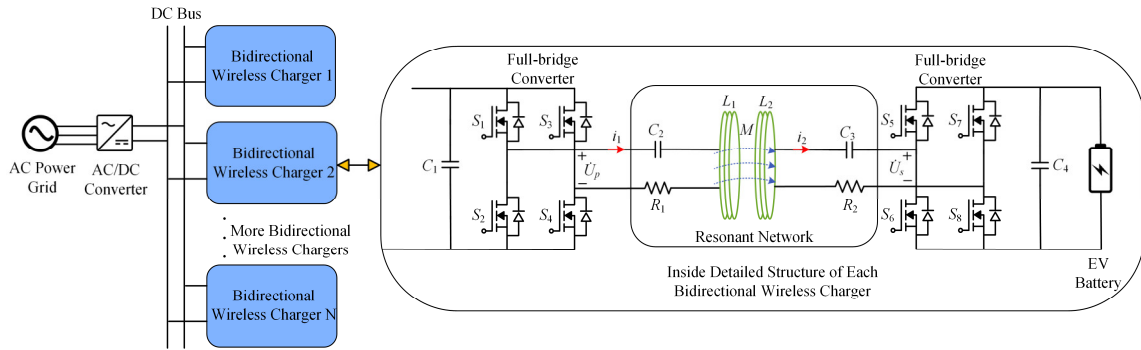 DC Bus
Bidirectional
Wireless Charger 1
AC Power
Grid
AC/DC
Converter
Bidirectional
Wireless Charger 2
More Bidirectional
Wireless Chargers
Bidirectional
Wireless Charger N
Full-bridge
Converter
S1
S3
C1
S2
S4
+
U̇p
−
i1
C2
R1
L1
L2
M
i2
C3
R2
Resonant Network
+
U̇s
−
Full-bridge
Converter
S5
S7
S6
S8
C4
EV
Battery
Inside Detailed Structure of Each
Bidirectional Wireless Charger